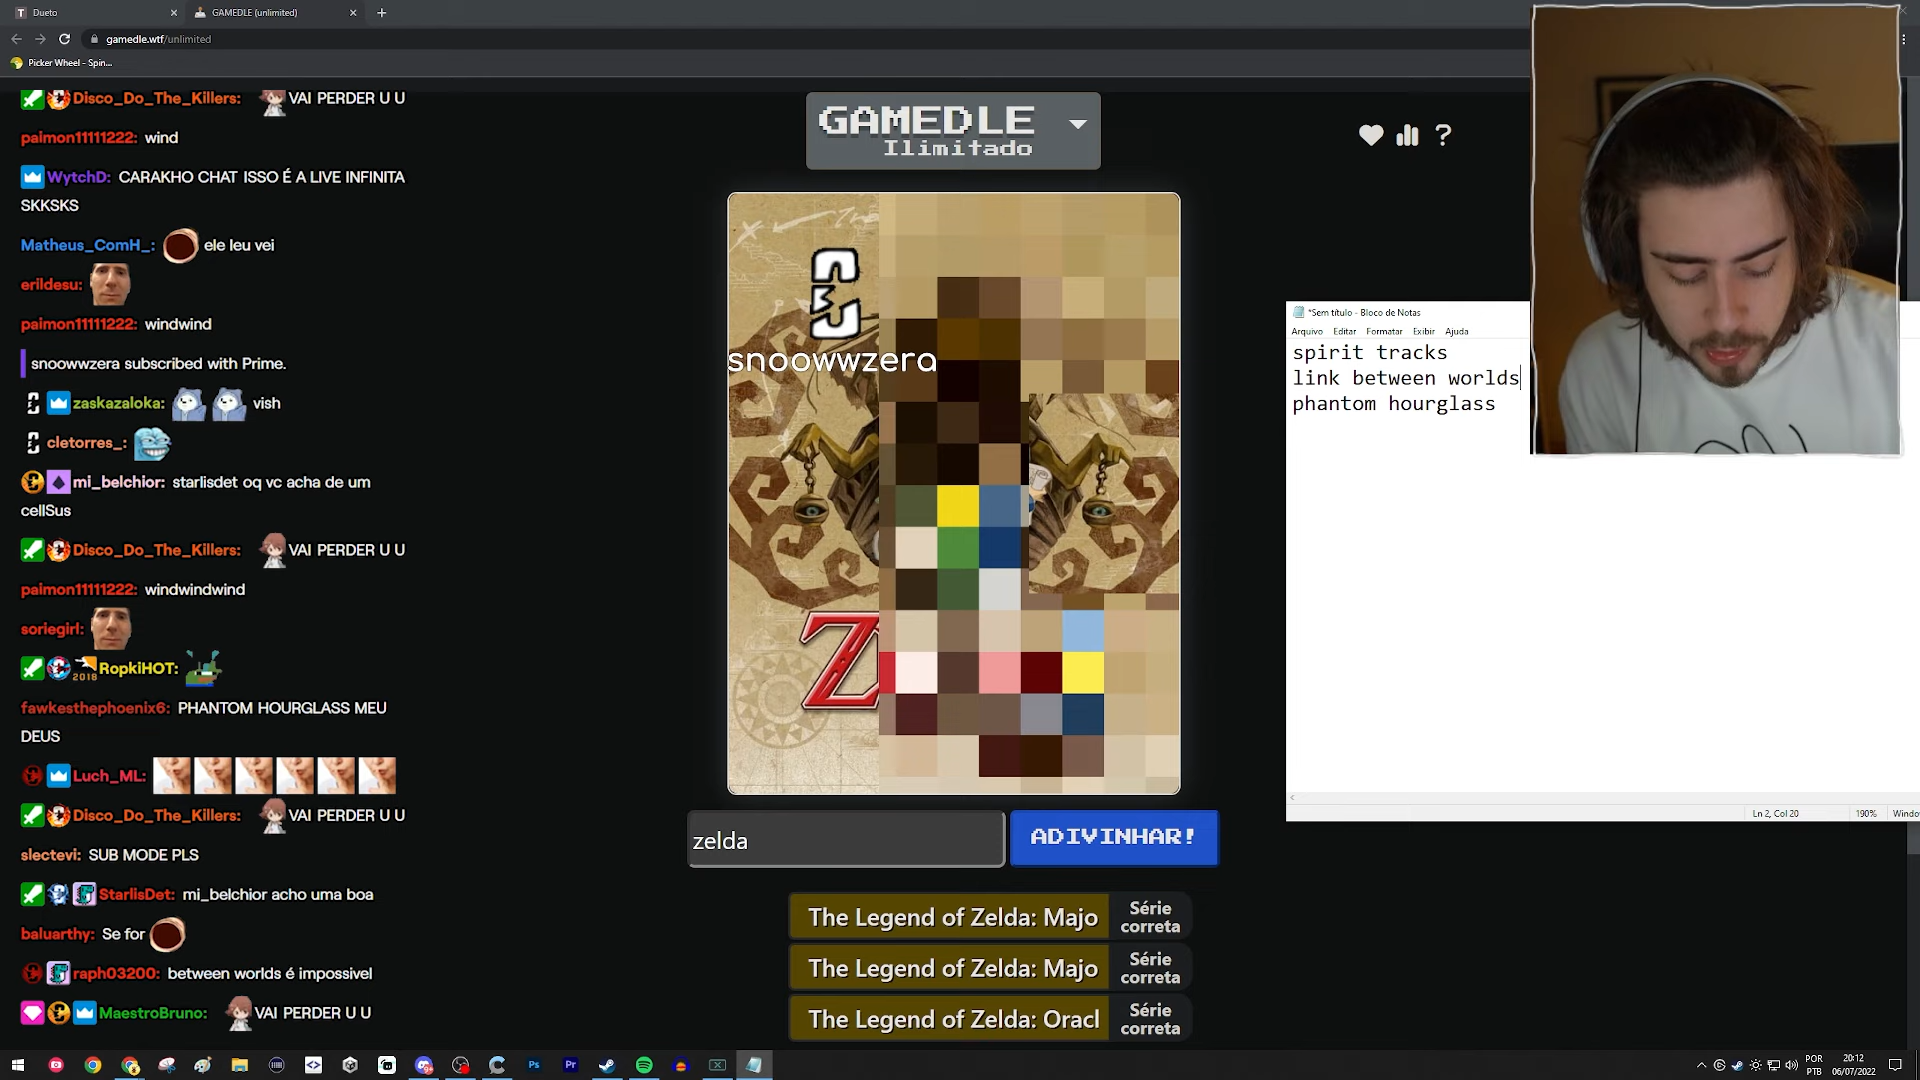 Dueto
GAMEDLE (unlimited)
gamedle.wtf/unlimited
Picker Wheel - Spin...
Disco_Do_The_Killers: VAI PERDER U U
paimon11111222: wind
WytchD: CARAKHO CHAT ISSO É A LIVE INFINITA
SKKSKS
Matheus_ComH_: ele leu vei
erildesu:
paimon11111222: windwind
snoowwzera subscribed with Prime.
zaskazaloka: vish
cletorres_:
mi_belchior: starlisdet oq vc acha de um
cellSus
Disco_Do_The_Killers: VAI PERDER U U
paimon11111222: windwindwind
soriegirl:
2018 RopkiHOT:
fawkesthephoenix6: PHANTOM HOURGLASS MEU
DEUS
Luch_ML:
Disco_Do_The_Killers: VAI PERDER U U
slectevi: SUB MODE PLS
StarlisDet: mi_belchior acho uma boa
baluarthy: Se for
raph03200: between worlds é impossivel
MaestroBruno: VAI PERDER U U
GAMEDLE
Ilimitado
snoowwzera
Z
zelda
ADIVINHAR!
The Legend of Zelda: Majo
Série
correta
The Legend of Zelda: Majo
Série
correta
The Legend of Zelda: Oracl
Série
correta
*Sem título - Bloco de Notas
Arquivo Editar Formatar Exibir Ajuda
spirit tracks
link between worlds
phantom hourglass
Ln 2, Col 20
190%
Windo
Ps
Pr
POR
PTB
20:12
06/07/2022